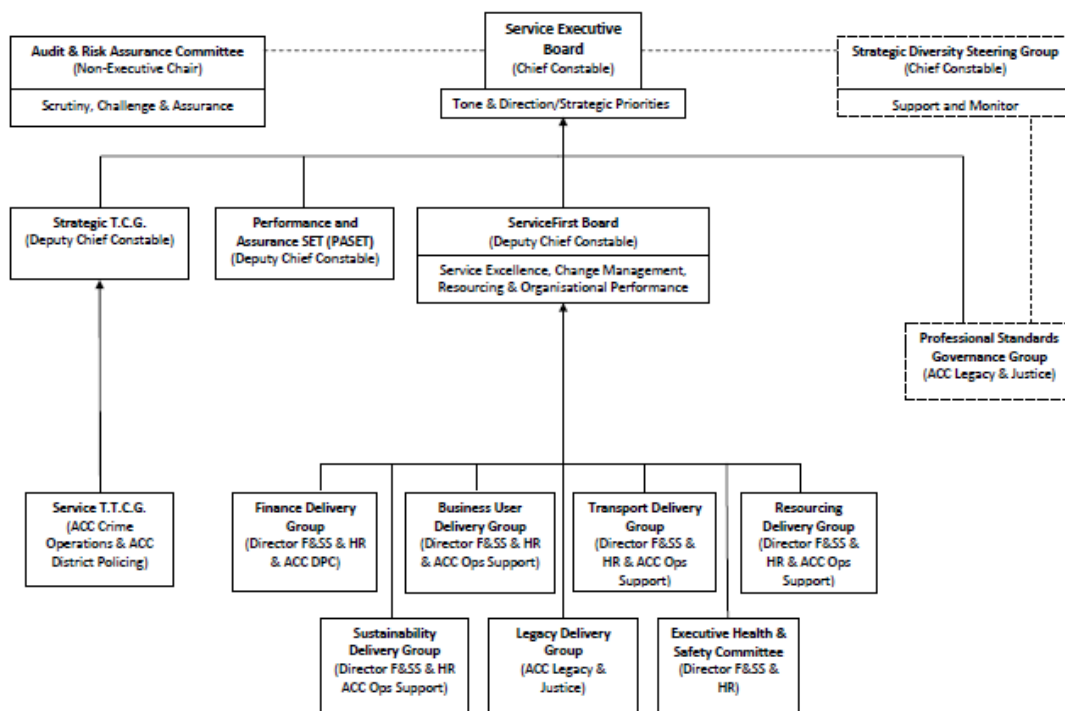 Service Executive
Board
(Chief Constable)
Tone & Direction/Strategic Priorities
Audit & Risk Assurance Committee
(Non-Executive Chair)
Scrutiny, Challenge & Assurance
Strategic Diversity Steering Group
(Chief Constable)
Support and Monitor
Strategic T.C.G.
(Deputy Chief Constable)
Performance and
Assurance SET (PASET)
(Deputy Chief Constable)
ServiceFirst Board
(Deputy Chief Constable)
Service Excellence, Change Management,
Resourcing & Organisational Performance
Professional Standards
Governance Group
(ACC Legacy & Justice)
Service T.T.C.G.
(ACC Crime
Operations & ACC
District Policing)
Finance Delivery
Group
(Director F&SS & HR
& ACC DPC)
Business User
Delivery Group
(Director F&SS & HR
& ACC Ops Support)
Transport Delivery
Group
(Director F&SS &
HR & ACC Ops
Support)
Resourcing
Delivery Group
(Director F&SS &
HR & ACC Ops
Support)
Sustainability
Delivery Group
(Director F&SS & HR
ACC Ops Support)
Legacy Delivery
Group
(ACC Legacy &
Justice)
Executive Health &
Safety Committee
(Director F&SS &
HR)